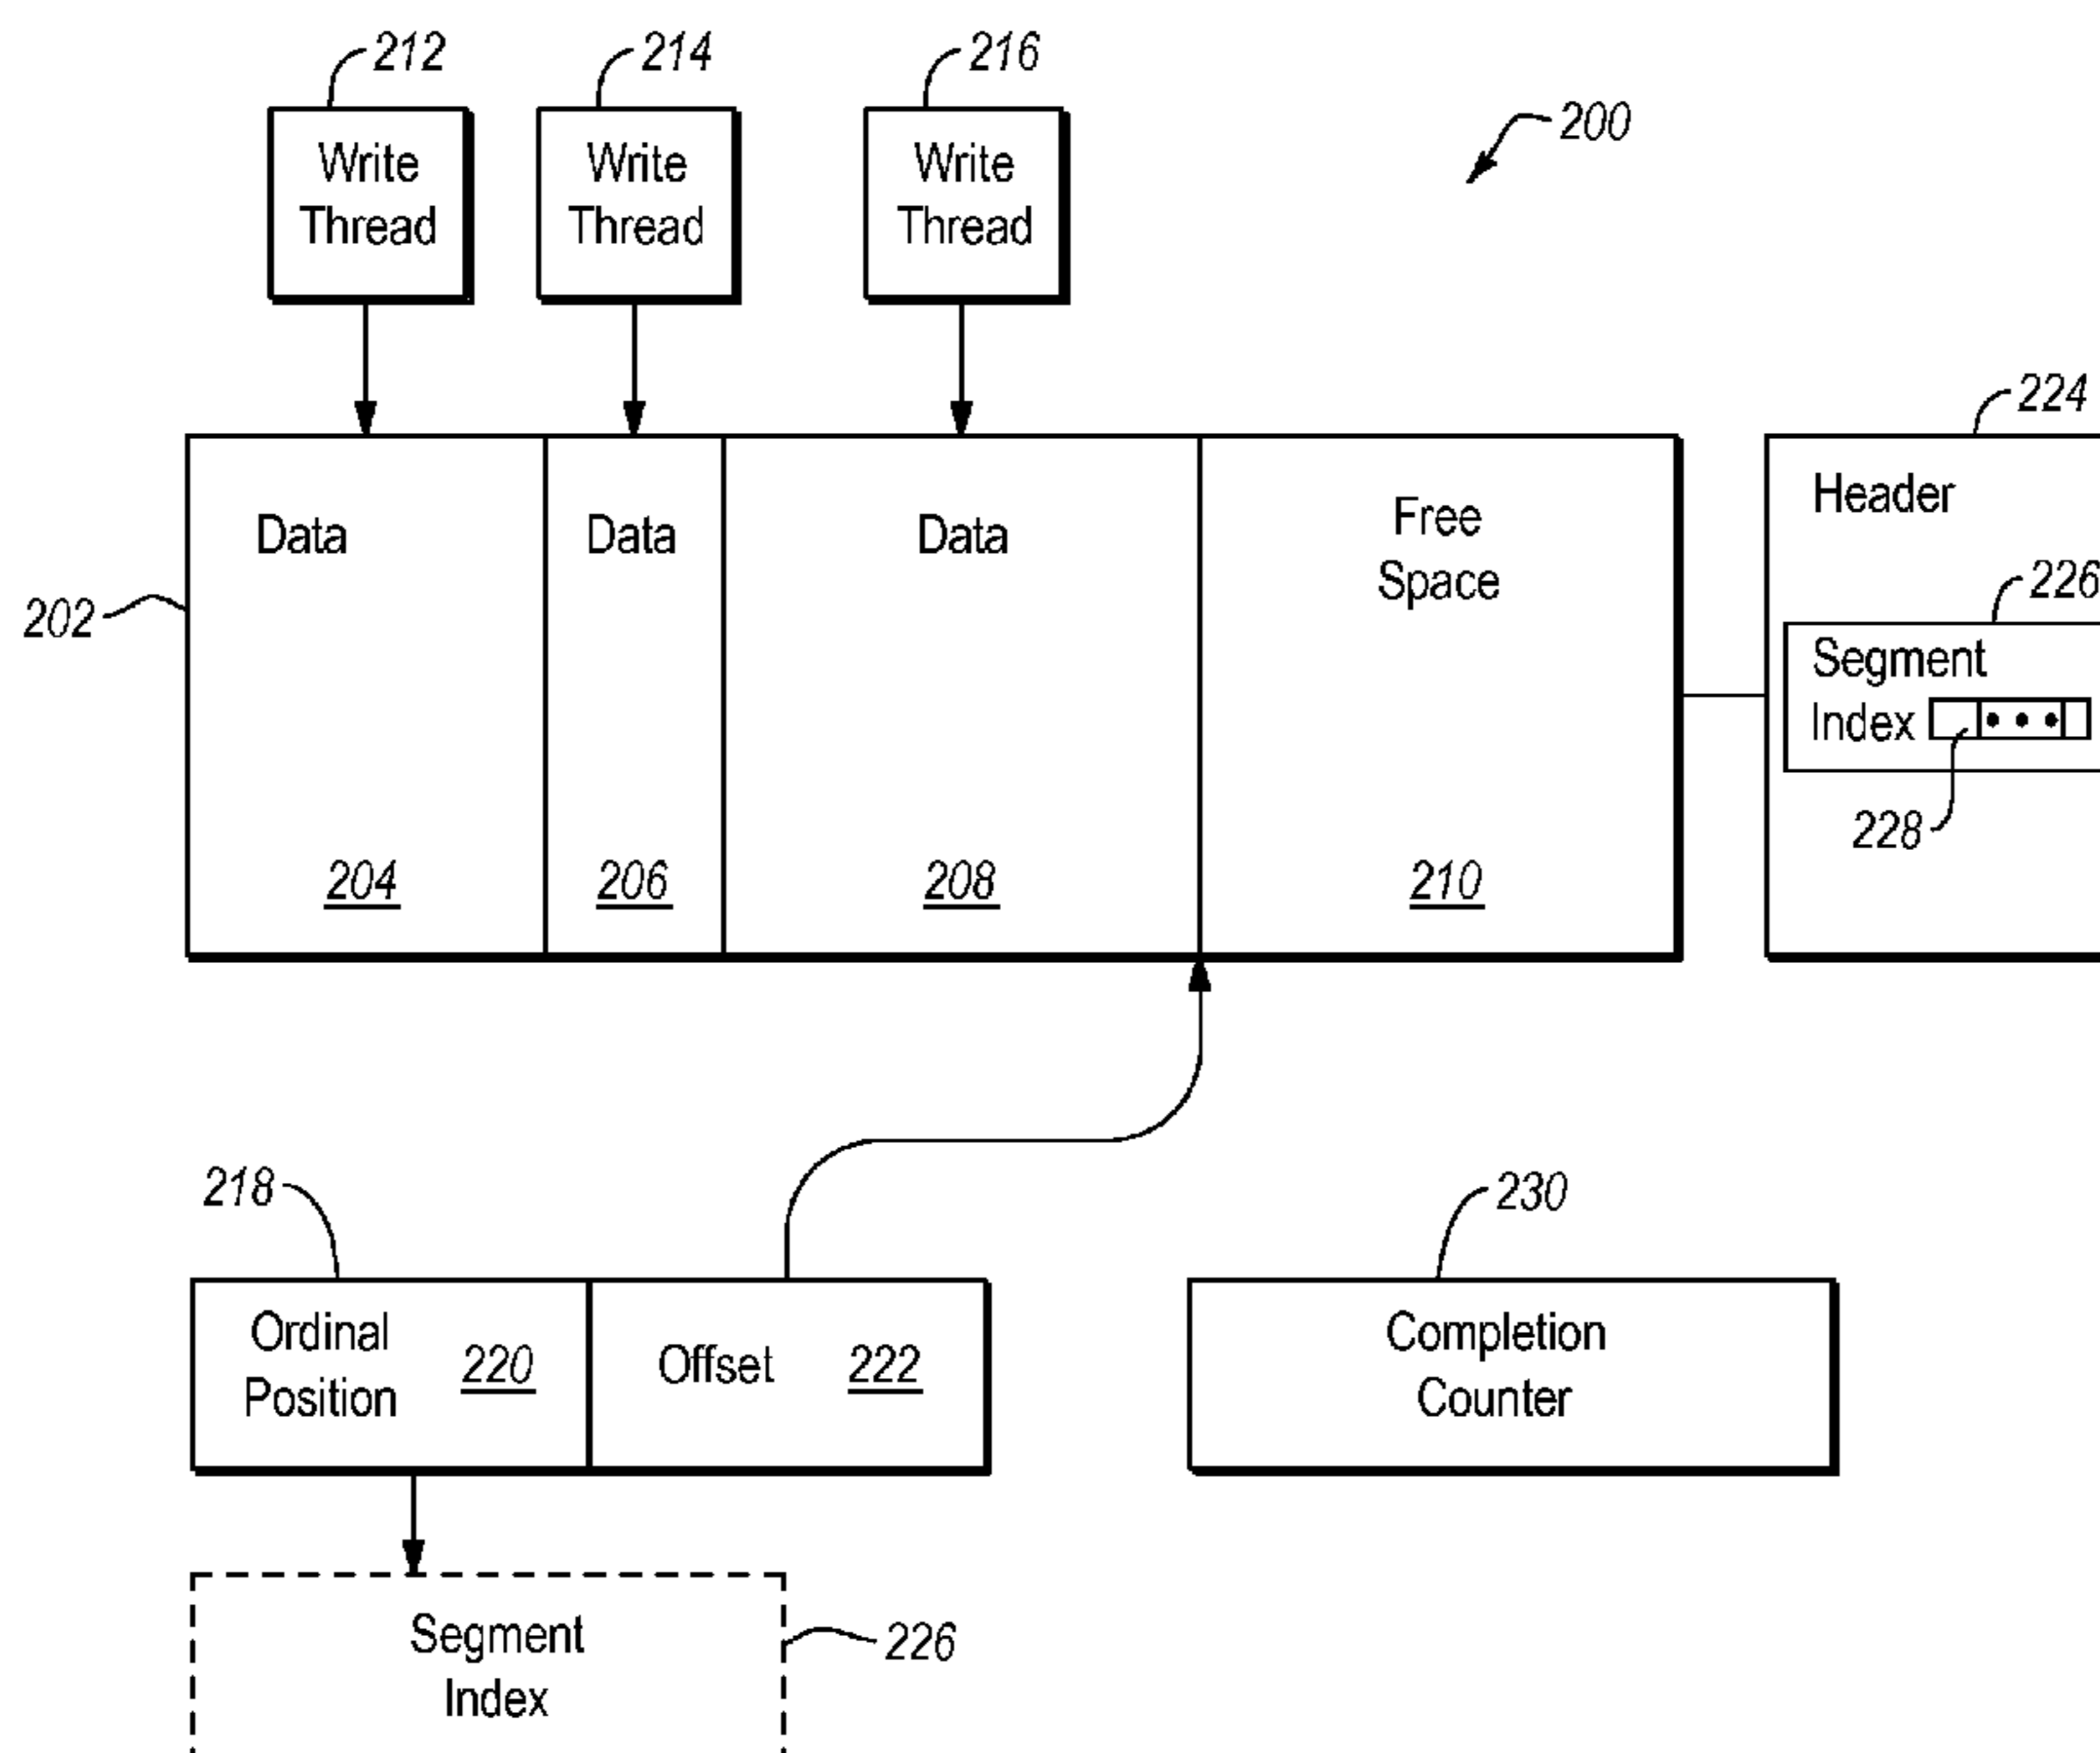 212
214
216
200
Write
Thread
Write
Thread
Write
Thread
224
Header
Data
Data
Data
Free
Space
226
202
Segment
Index
228
204
206
208
210
218
230
Ordinal
Position
220
Offset
222
Completion
Counter
Segment
Index
226